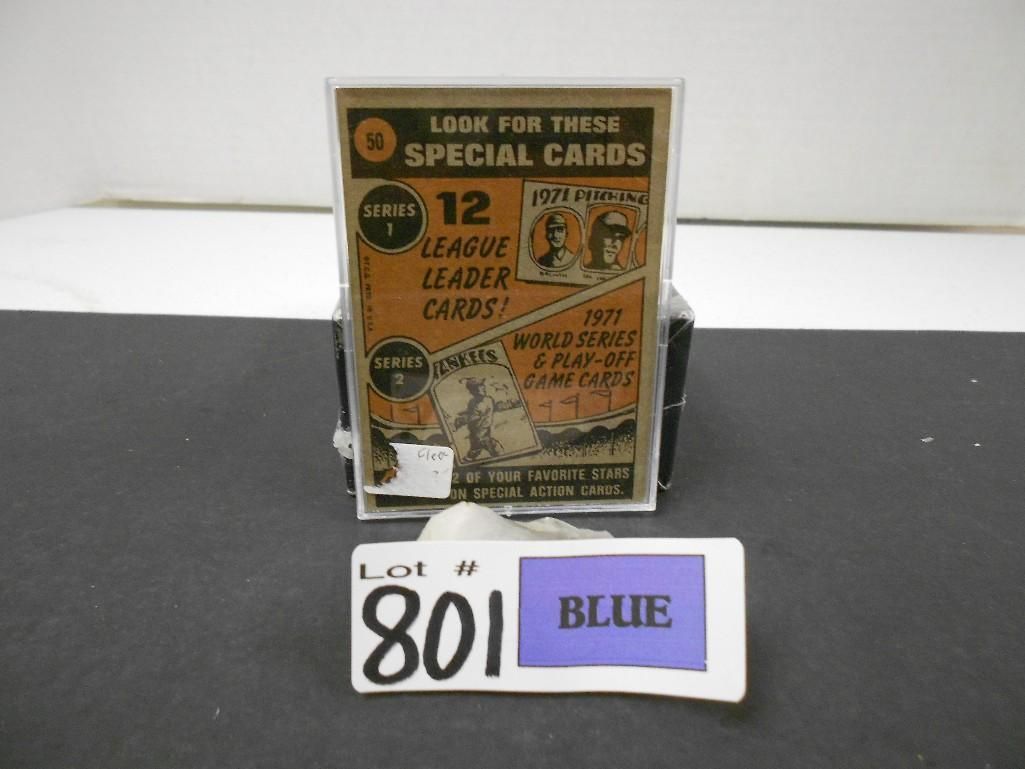 50
LOOK FOR THESE
SPECIAL CARDS
SERIES
1
12
LEAGUE
LEADER
CARDS!
1971 PITCHING
1971
WORLD SERIES
& PLAY-OFF
GAME CARDS
SERIES
2
YANKEES
2 OF YOUR FAVORITE STARS
ON SPECIAL ACTION CARDS.
Lot #
801
BLUE